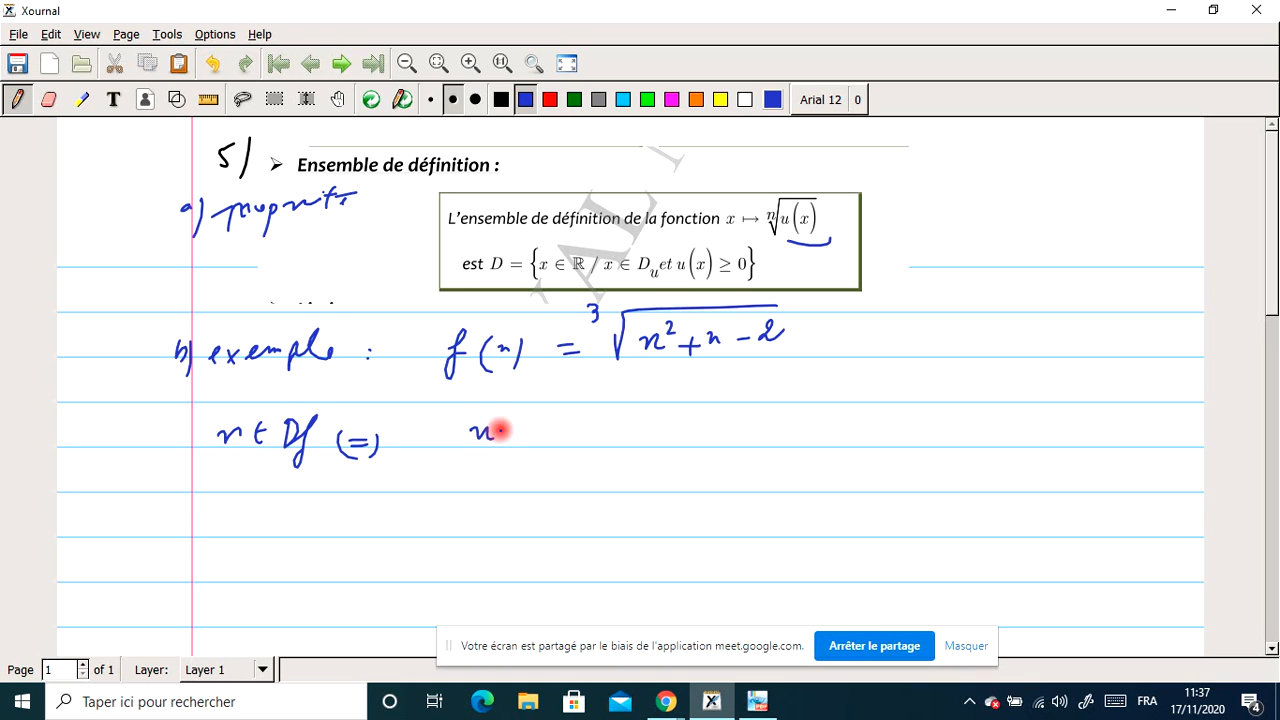 Xournal
File Edit View Page Tools Options Help
Arial 12 0
5) ➢ Ensemble de définition :
a) propriété
L'ensemble de définition de la fonction x ↦ ⁿ√u(x)
est D = {x ∈ ℝ / x ∈ D_u et u(x) ≥ 0}
b) exemple : f(x) = ³√x² + x - 2
x ∈ Df (=) x
Votre écran est partagé par le biais de l'application meet.google.com. Arrêter le partage Masquer
Page 1 of 1 Layer: Layer 1
Taper ici pour rechercher
FRA
11:37
17/11/2020
4